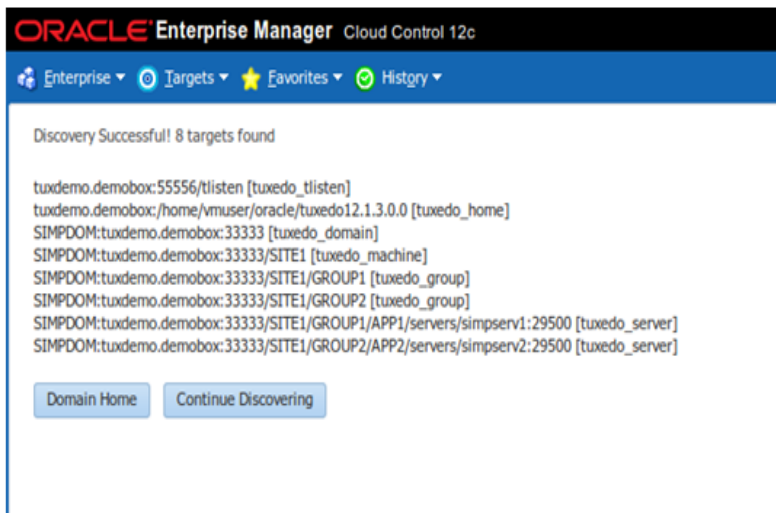 ORACLE Enterprise Manager Cloud Control 12c
Enterprise Targets Favorites History
Discovery Successful! 8 targets found
tuxdemo.demobox:55556/tlisten [tuxedo_tlisten]
tuxdemo.demobox:/home/vmuser/oracle/tuxedo12.1.3.0.0 [tuxedo_home]
SIMPDOM:tuxdemo.demobox:33333 [tuxedo_domain]
SIMPDOM:tuxdemo.demobox:33333/SITE1 [tuxedo_machine]
SIMPDOM:tuxdemo.demobox:33333/SITE1/GROUP1 [tuxedo_group]
SIMPDOM:tuxdemo.demobox:33333/SITE1/GROUP2 [tuxedo_group]
SIMPDOM:tuxdemo.demobox:33333/SITE1/GROUP1/APP1/servers/simpserv1:29500 [tuxedo_server]
SIMPDOM:tuxdemo.demobox:33333/SITE1/GROUP2/APP2/servers/simpserv2:29500 [tuxedo_server]
Domain Home Continue Discovering